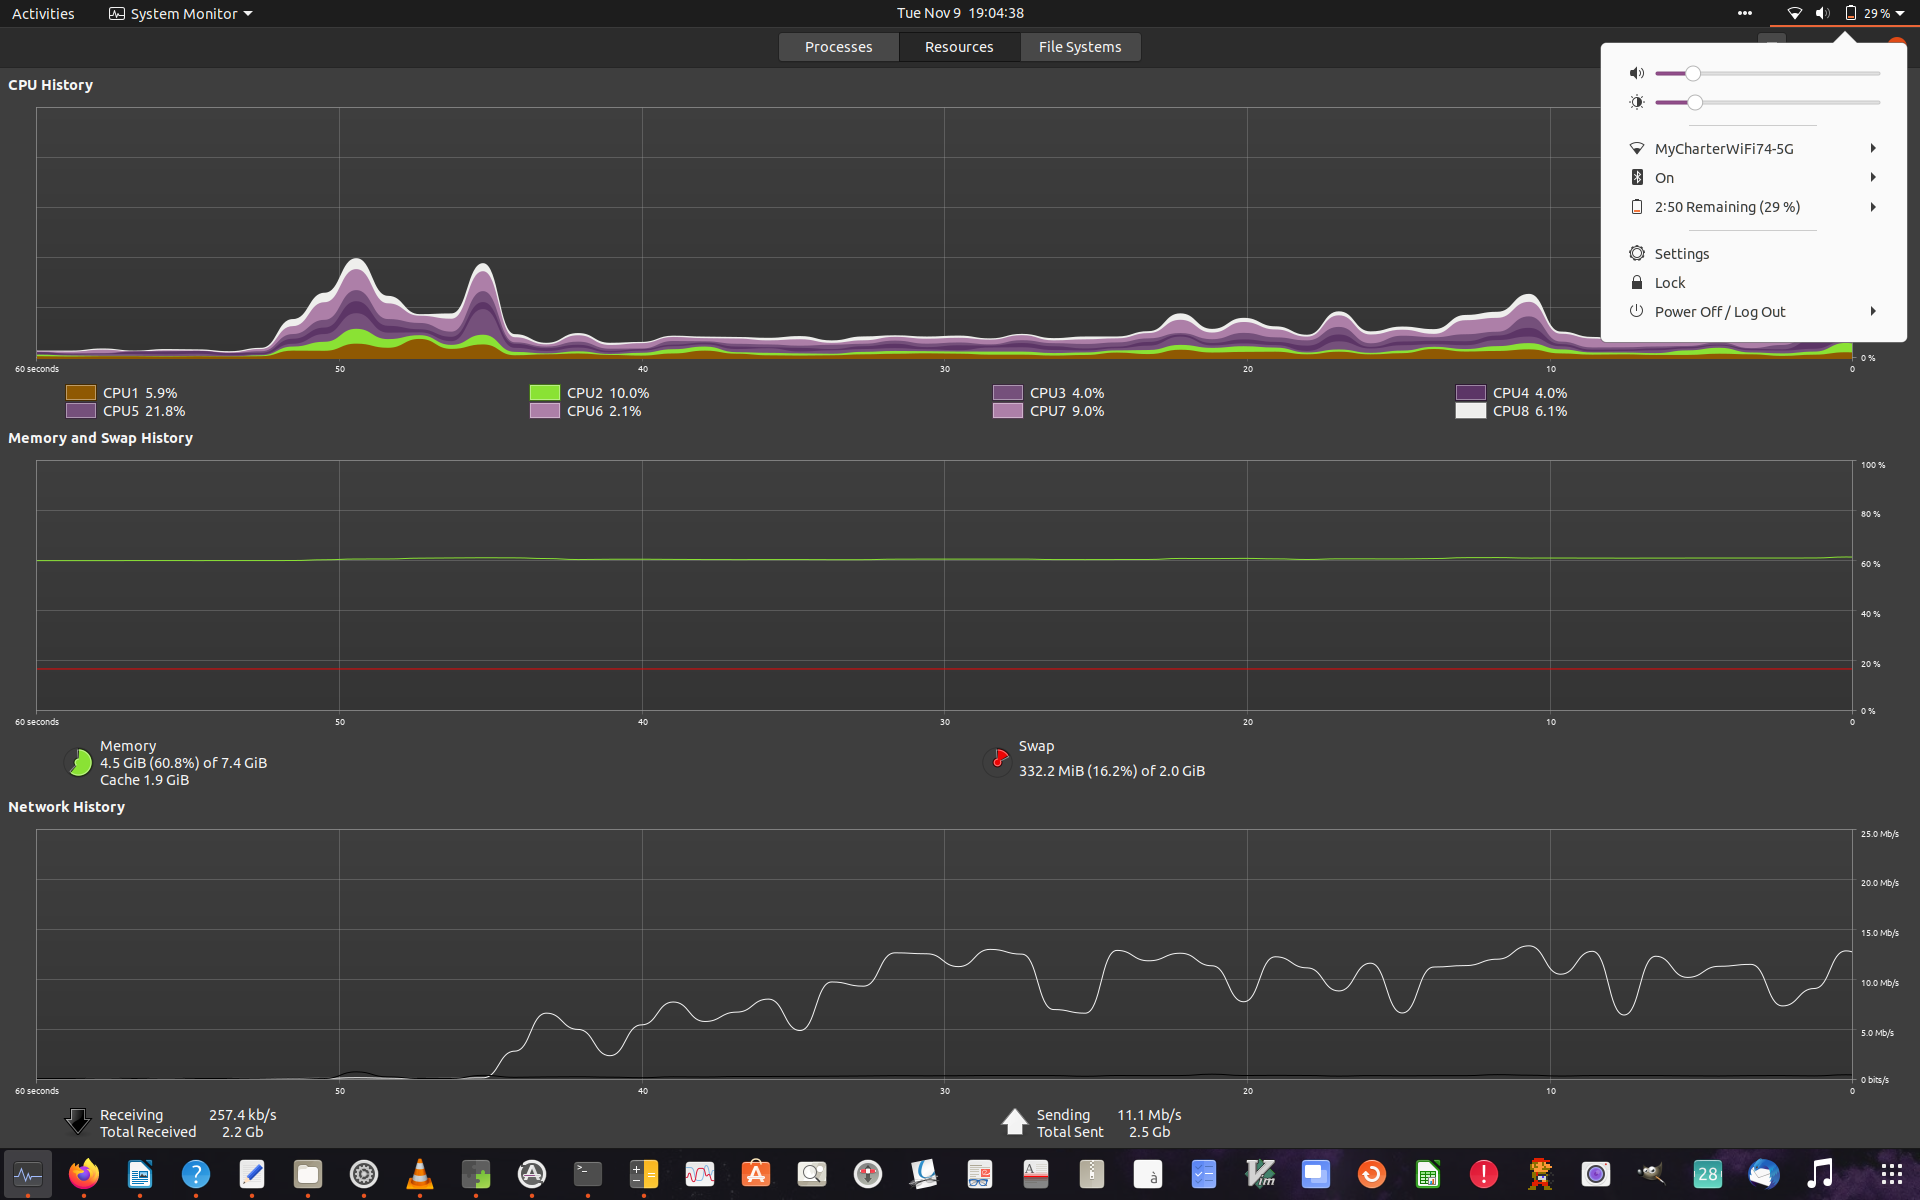 Activities System Monitor Tue Nov 9 19:04:38 29 %
Processes Resources File Systems
CPU History
MyCharterWiFi74-5G
On
2:50 Remaining (29 %)
Settings
Lock
Power Off / Log Out
0 %
60 seconds 50 40 30 20 10 0
CPU1 5.9% CPU2 10.0% CPU3 4.0% CPU4 4.0%
CPU5 21.8% CPU6 2.1% CPU7 9.0% CPU8 6.1%
Memory and Swap History
100 %
80 %
60 %
40 %
20 %
0 %
60 seconds 50 40 30 20 10 0
Memory
4.5 GiB (60.8%) of 7.4 GiB
Cache 1.9 GiB
Swap
332.2 MiB (16.2%) of 2.0 GiB
Network History
25.0 Mb/s
20.0 Mb/s
15.0 Mb/s
10.0 Mb/s
5.0 Mb/s
0 bits/s
60 seconds 50 40 30 20 10 0
Receiving 257.4 kb/s
Total Received 2.2 Gb
Sending 11.1 Mb/s
Total Sent 2.5 Gb
28